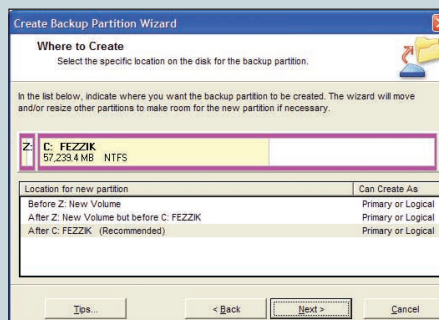 Create Backup Partition Wizard
Where to Create
Select the specific location on the disk for the backup partition.
In the list below, indicate where you want the backup partition to be created. The wizard will move
and/or resize other partitions to make room for the new partition if necessary.
Z: C: FEZZIK
57,239.4 MB NTFS
Location for new partition Can Create As
Before Z: New Volume Primary or Logical
After Z: New Volume but before C: FEZZIK Primary or Logical
After C: FEZZIK (Recommended) Primary or Logical
Tips... < Back Next > Cancel